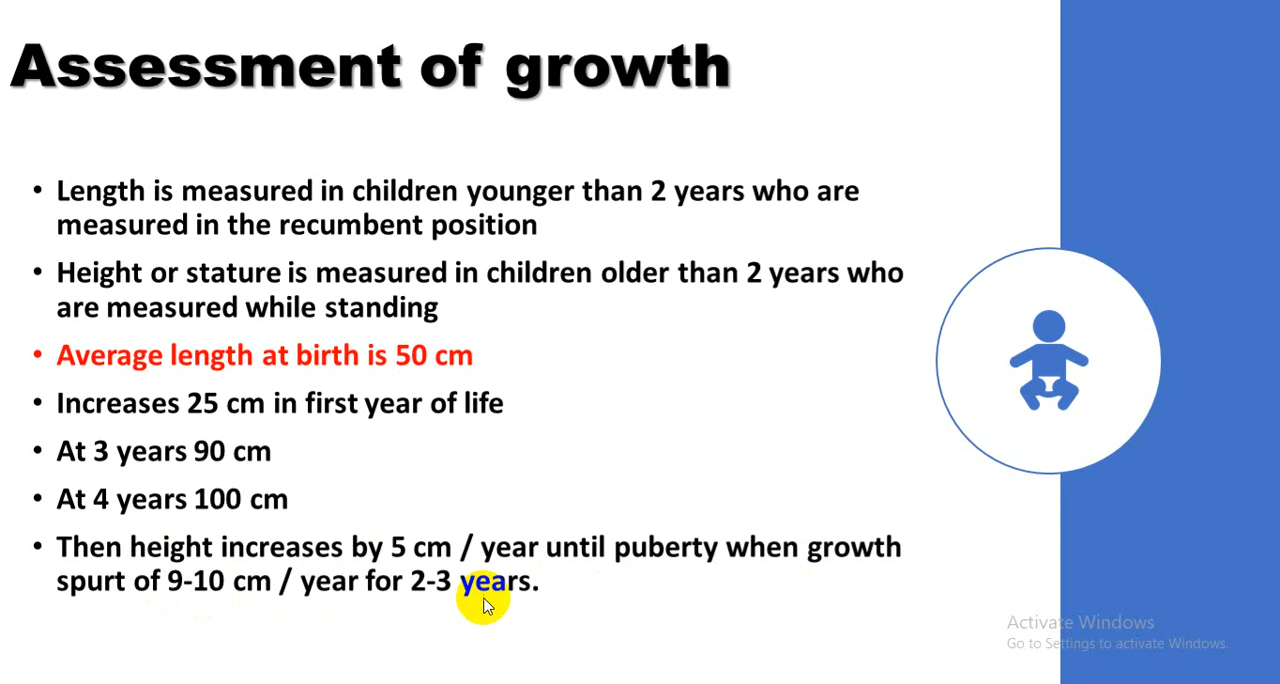 Assessment of growth
• Length is measured in children younger than 2 years who are
measured in the recumbent position
• Height or stature is measured in children older than 2 years who
are measured while standing
• Average length at birth is 50 cm
• Increases 25 cm in first year of life
• At 3 years 90 cm
• At 4 years 100 cm
• Then height increases by 5 cm / year until puberty when growth
spurt of 9-10 cm / year for 2-3 years.
Activate Windows
Go to Settings to activate Windows.